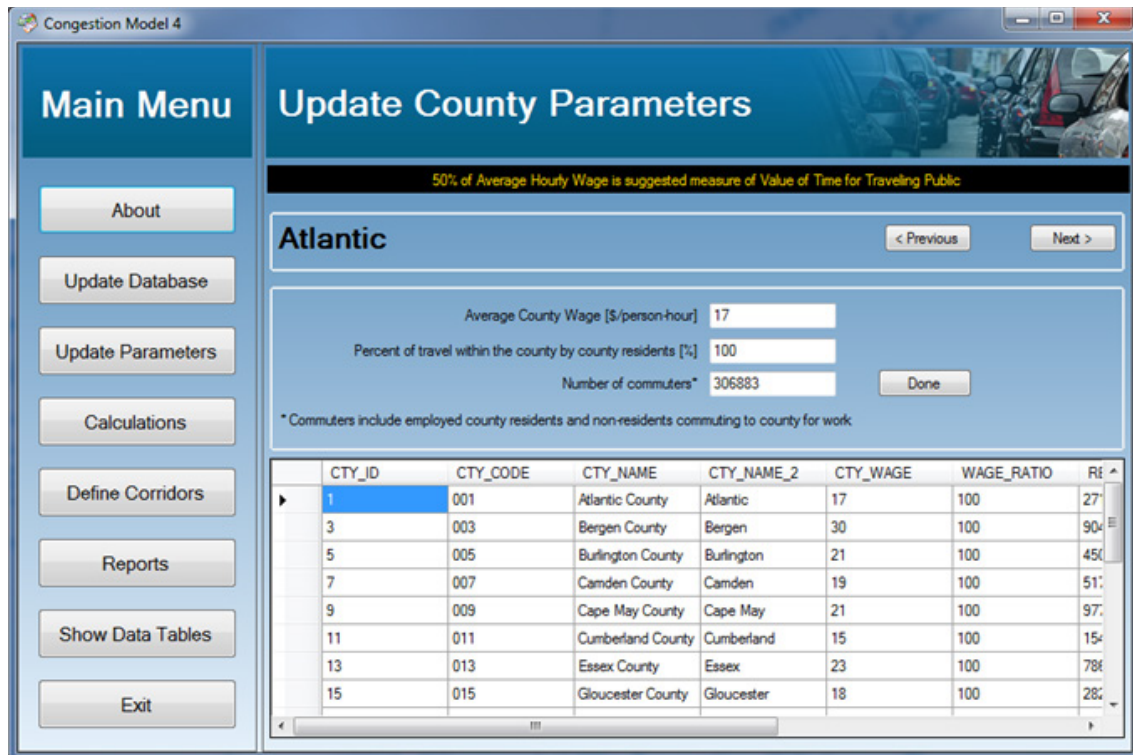 Congestion Model 4
Main Menu
About
Update Database
Update Parameters
Calculations
Define Corridors
Reports
Show Data Tables
Exit
Update County Parameters
50% of Average Hourly Wage is suggested measure of Value of Time for Traveling Public
Atlantic
< Previous
Next >
Average County Wage [$/person-hour] 17
Percent of travel within the county by county residents [%] 100
Number of commuters* 306883
Done
* Commuters include employed county residents and non-residents commuting to county for work
CTY_ID CTY_CODE CTY_NAME CTY_NAME_2 CTY_WAGE WAGE_RATIO
1 001 Atlantic County Atlantic 17 100
3 003 Bergen County Bergen 30 100
5 005 Burlington County Burlington 21 100 450
7 007 Camden County Camden 19 100
9 009 Cape May County Cape May 21 100
11 011 Cumberland County Cumberland 15 100
13 013 Essex County Essex 23 100
15 015 Gloucester County Gloucester 18 100